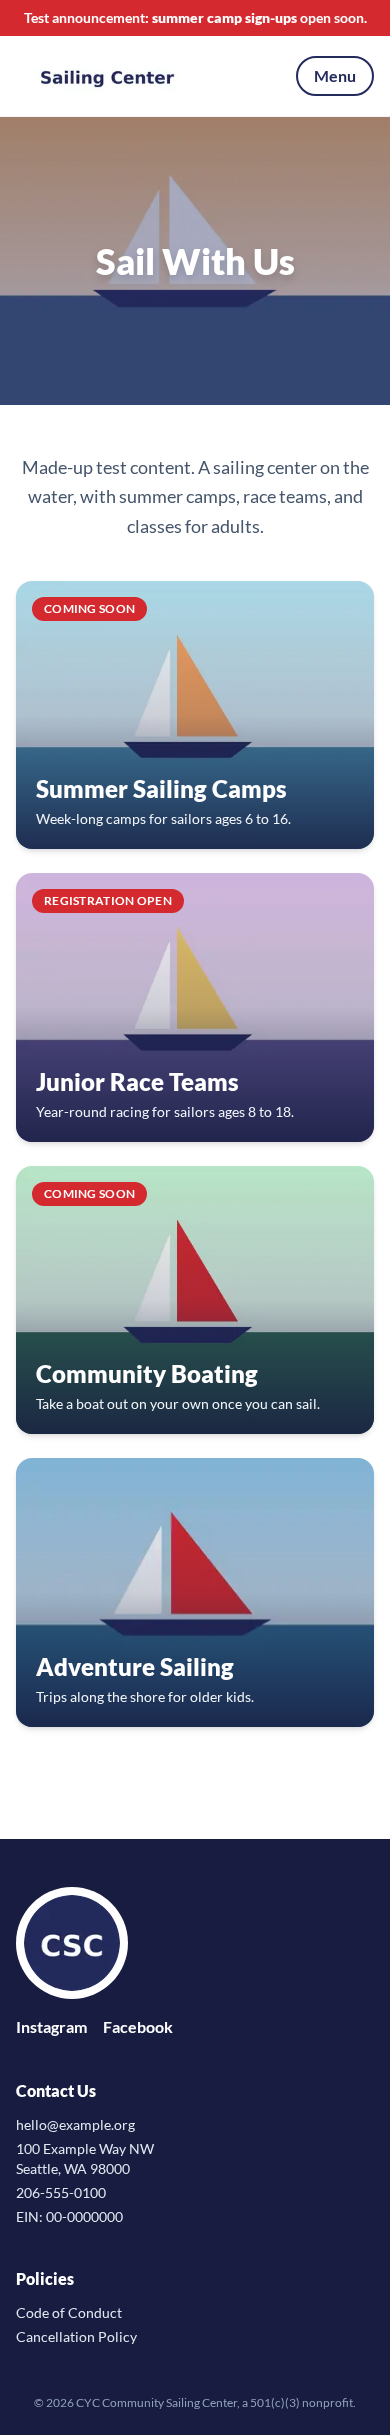 Test announcement: summer camp sign-ups open soon.
Sailing Center
Menu
Sail With Us
Made-up test content. A sailing center on the
water, with summer camps, race teams, and
classes for adults.
COMING SOON
Summer Sailing Camps
Week-long camps for sailors ages 6 to 16.
REGISTRATION OPEN
Junior Race Teams
Year-round racing for sailors ages 8 to 18.
COMING SOON
Community Boating
Take a boat out on your own once you can sail.
Adventure Sailing
Trips along the shore for older kids.
CSC
Instagram Facebook
Contact Us
hello@example.org
100 Example Way NW
Seattle, WA 98000
206-555-0100
EIN: 00-0000000
Policies
Code of Conduct
Cancellation Policy
© 2026 CYC Community Sailing Center, a 501(c)(3) nonprofit.